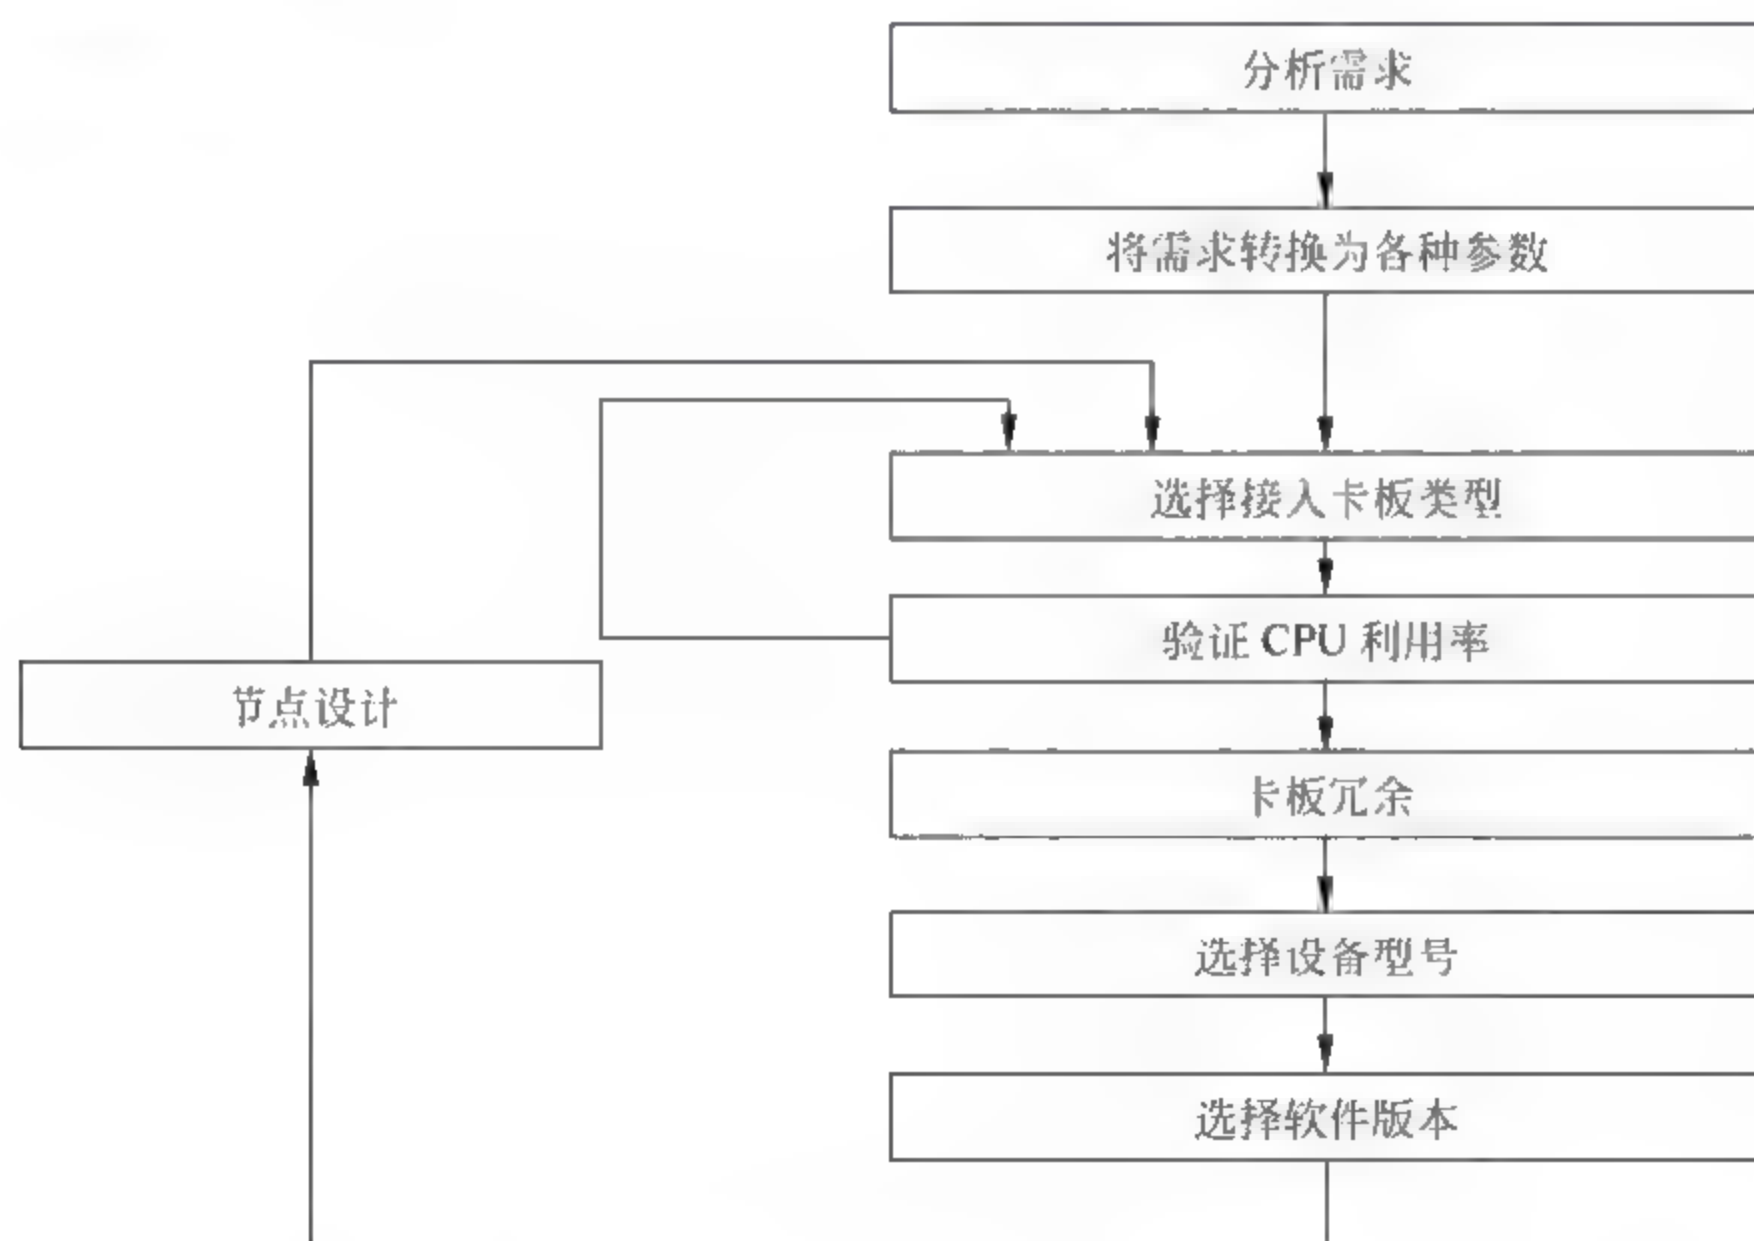 分析需求
将需求转换为各种参数
选择接入卡板类型
验证 CPU 利用率
节点设计
卡板冗余
选择设备型号
选择软件版本